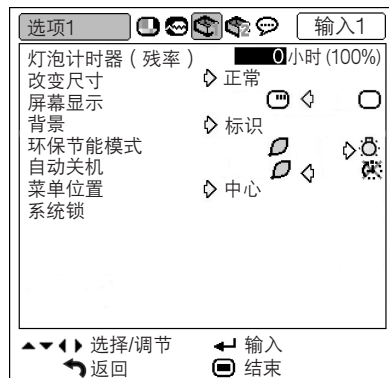 选项1 输入1
灯泡计时器(残率) 0小时(100%)
改变尺寸 正常
屏幕显示
背景 标识
环保节能模式
自动关机
菜单位置 中心
系统锁
选择/调节 输入
返回 结束